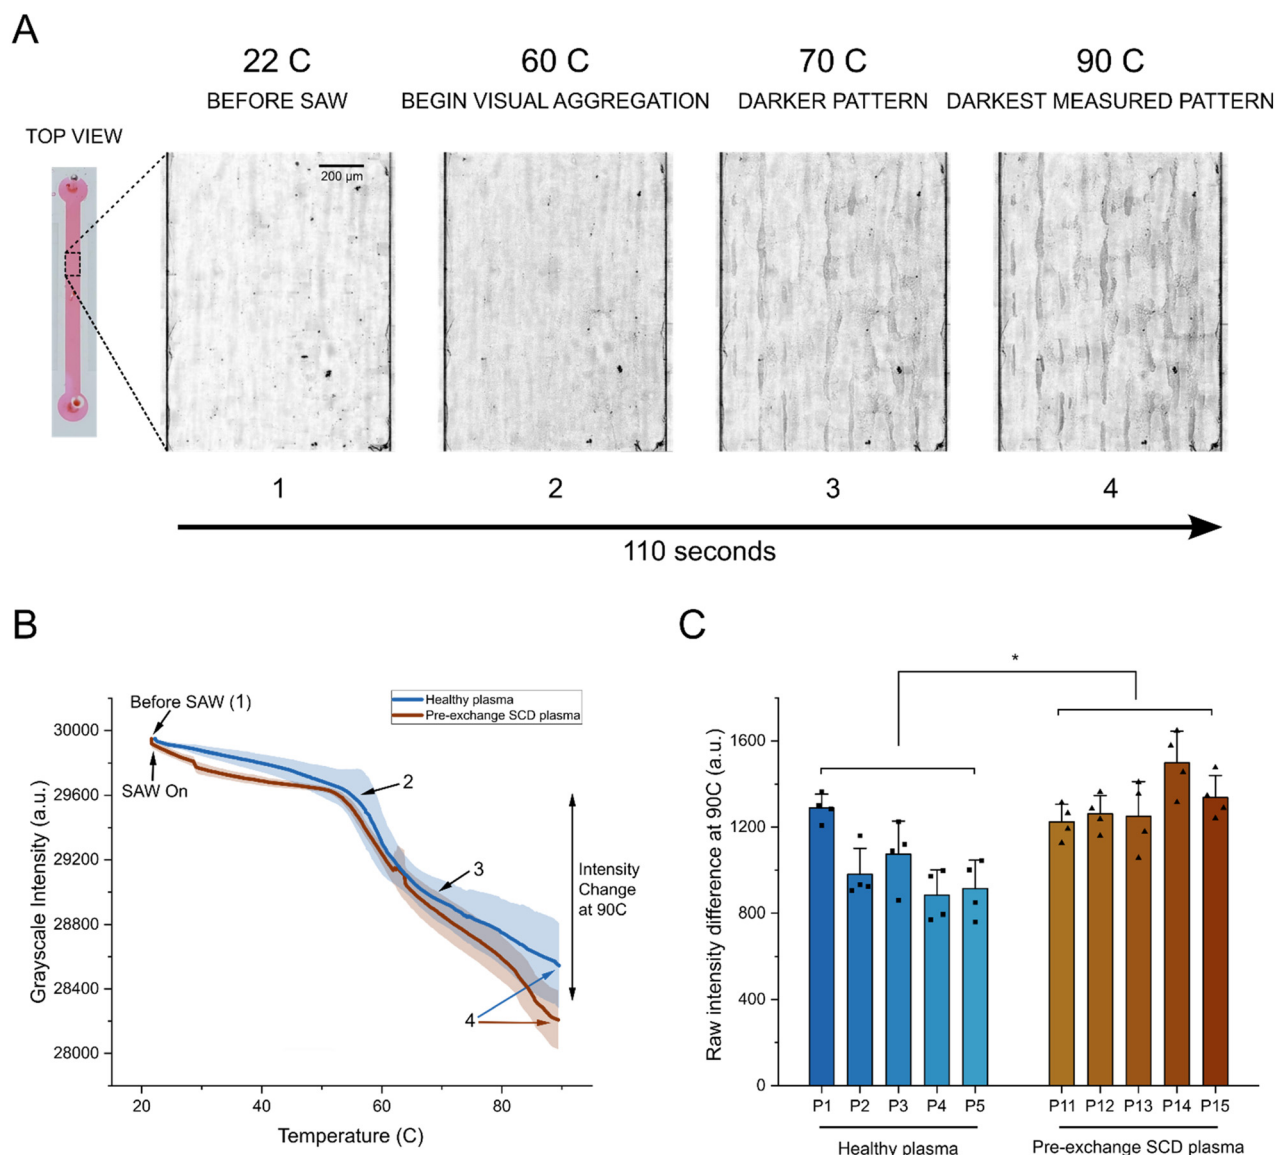 A
22 C
60 C
70 C
90 C
BEFORE SAW
BEGIN VISUAL AGGREGATION
DARKER PATTERN
DARKEST MEASURED PATTERN
TOP VIEW
200 µm
1
2
3
4
110 seconds
B
Before SAW (1)
SAW On
Healthy plasma
Pre-exchange SCD plasma
2
3
4
Intensity
Change
at 90C
Grayscale Intensity (a.u.)
30000
29600
29200
28800
28400
28000
20
40
60
80
Temperature (C)
C
*
Raw intensity difference at 90C (a.u.)
1600
1200
800
400
0
P1
P2
P3
P4
P5
P11
P12
P13
P14
P15
Healthy plasma
Pre-exchange SCD plasma